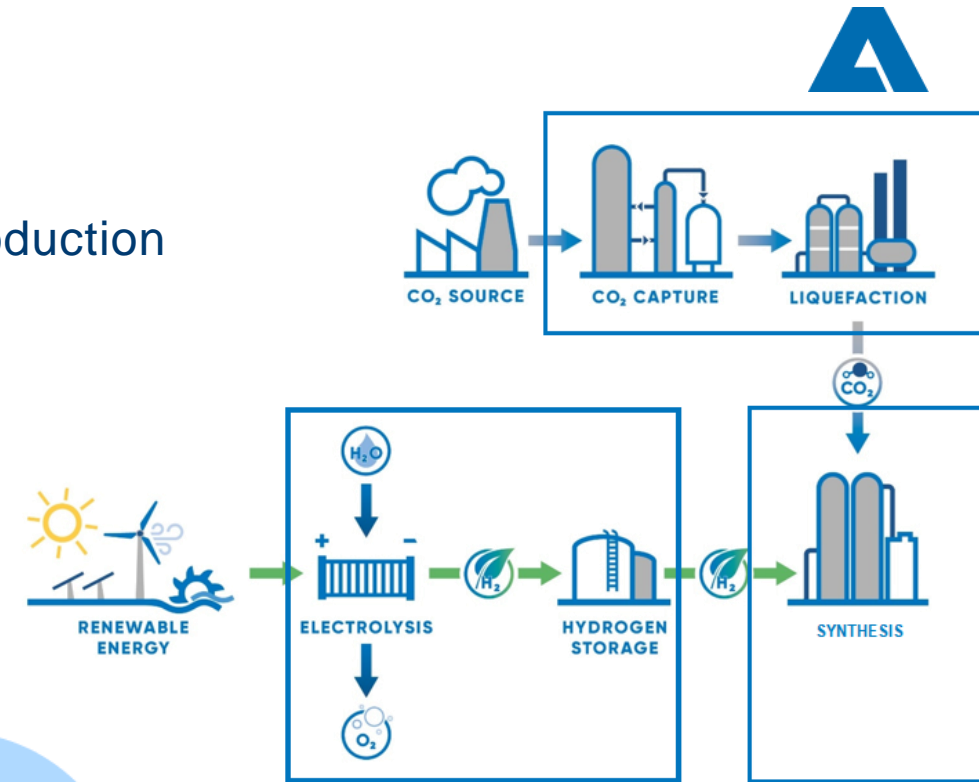 oduction
CO₂ SOURCE
CO₂ CAPTURE
LIQUEFACTION
CO₂
H₂O
+ −
H₂
H₂
RENEWABLE
ENERGY
ELECTROLYSIS
HYDROGEN
STORAGE
SYNTHESIS
O₂